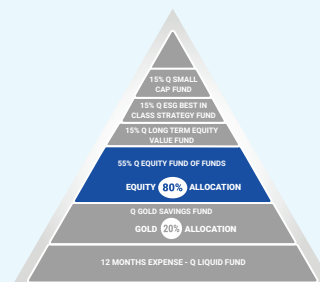 15% Q SMALL
CAP FUND
15% Q ESG BEST IN
CLASS STRATEGY FUND
15% Q LONG TERM EQUITY
VALUE FUND
55% Q EQUITY FUND OF FUNDS
EQUITY 80% ALLOCATION
Q GOLD SAVINGS FUND
GOLD 20% ALLOCATION
12 MONTHS EXPENSE - Q LIQUID FUND